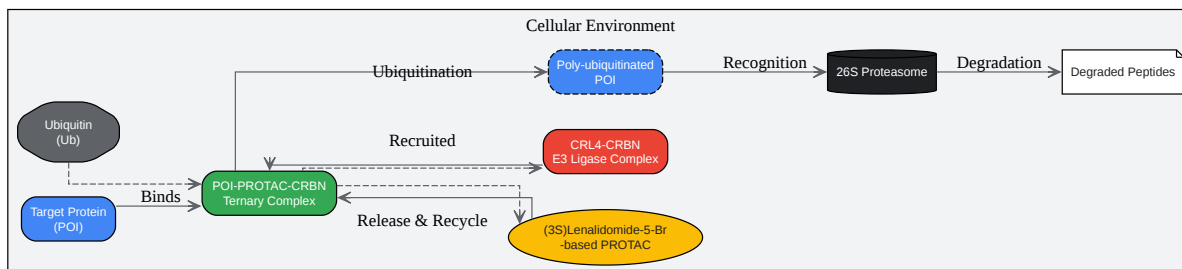 Cellular Environment
Ubiquitination
Poly-ubiquitinated
POI
Recognition
26S Proteasome
Degradation
Degraded Peptides
Ubiquitin
(Ub)
Recruited
CRL4-CRBN
E3 Ligase Complex
POI-PROTAC-CRBN
Ternary Complex
Binds
Target Protein
(POI)
Release & Recycle
(3S)Lenalidomide-5-Br
-based PROTAC